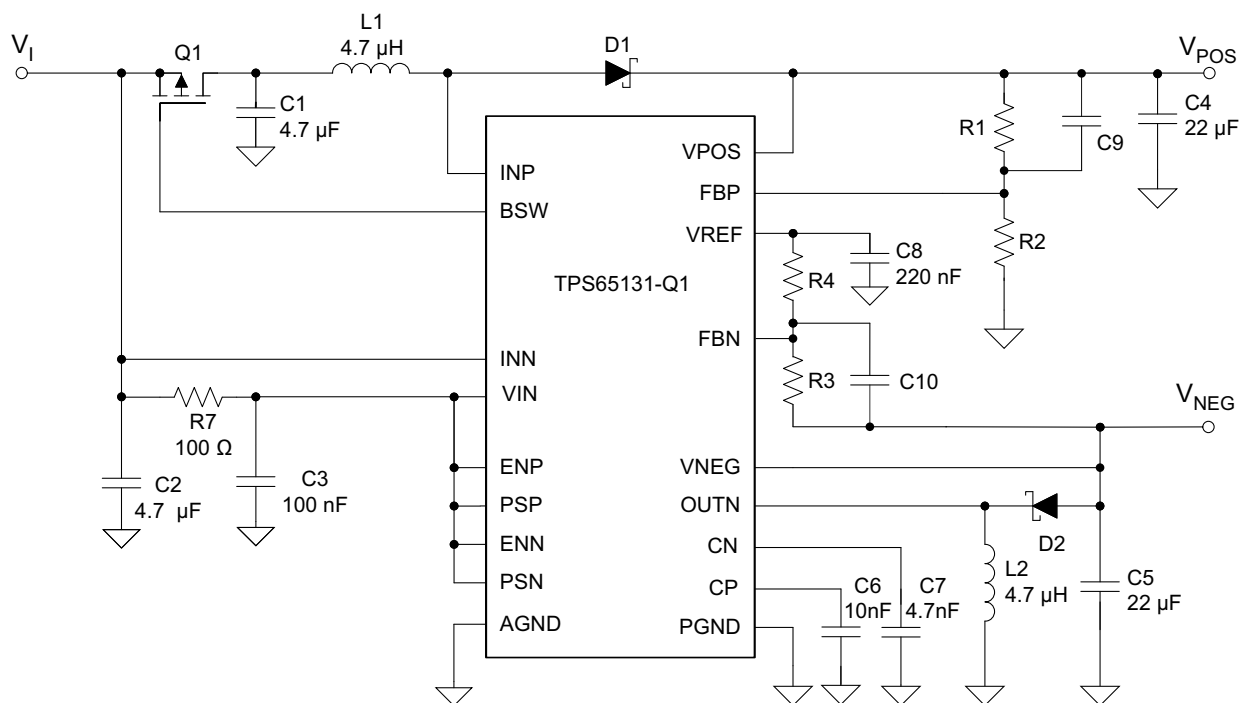 V_I
Q1
L1
4.7 µH
D1
V_POS
C1
4.7 µF
R1
C9
C4
22 µF
VPOS
INP
FBP
BSW
VREF
R2
C8
220 nF
R4
TPS65131-Q1
FBN
INN
R3
C10
VIN
V_NEG
R7
100 Ω
VNEG
ENP
C2
4.7 µF
C3
100 nF
PSP
OUTN
D2
ENN
CN
PSN
CP
C6
10nF
C7
4.7nF
L2
4.7 µH
C5
22 µF
AGND
PGND